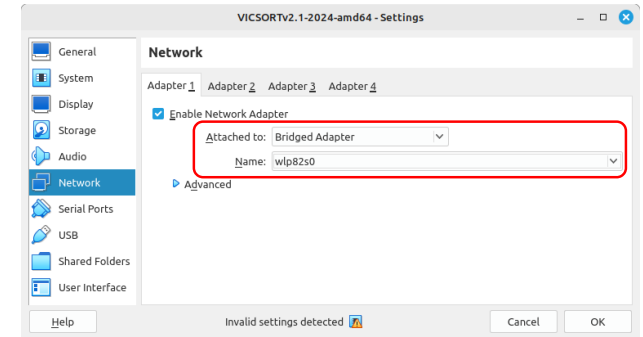 VICSORTv2.1-2024-amd64 - Settings
General
System
Display
Storage
Audio
Network
Serial Ports
USB
Shared Folders
User Interface
Network
Adapter 1 Adapter 2 Adapter 3 Adapter 4
Enable Network Adapter
Attached to: Bridged Adapter
Name: wlp82s0
Advanced
Help
Invalid settings detected
Cancel
OK